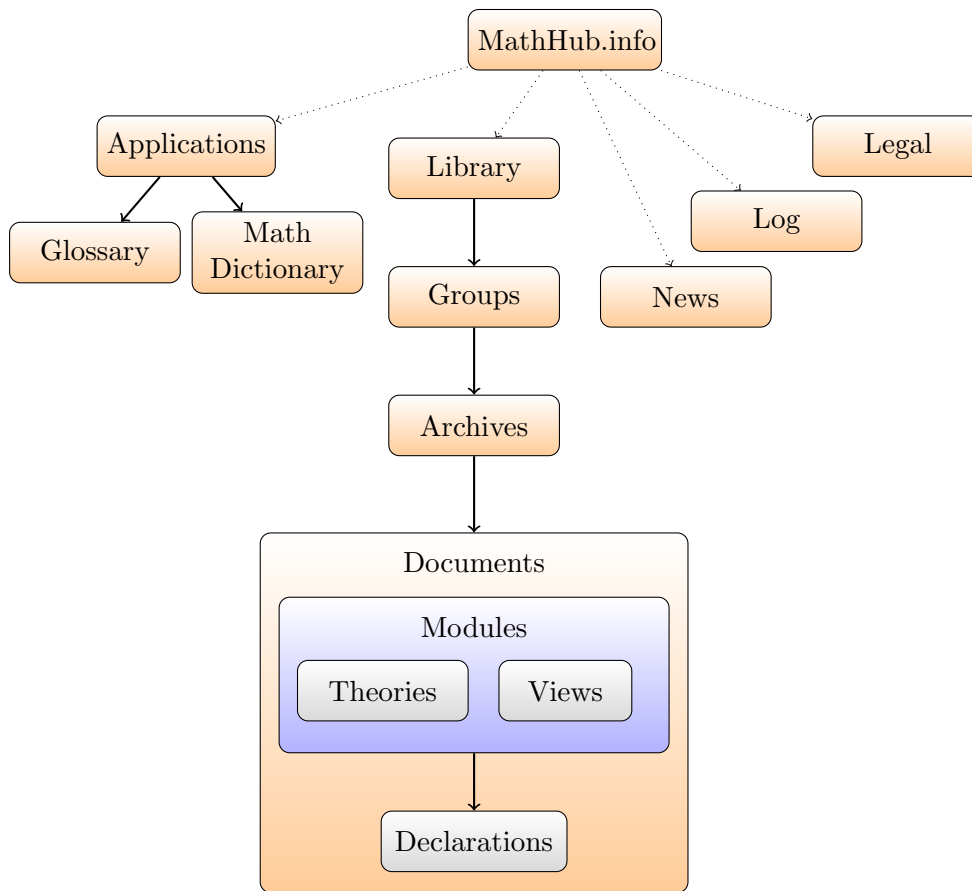 MathHub.info
Applications
Library
Legal
Glossary
Math
Dictionary
Log
Groups
News
Archives
Documents
Modules
Theories
Views
Declarations